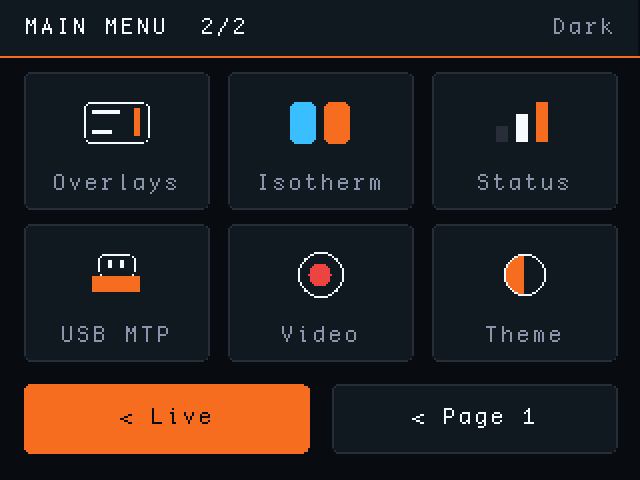 MAIN MENU 2/2 Dark
Overlays Isotherm Status
USB MTP Video Theme
< Live < Page 1